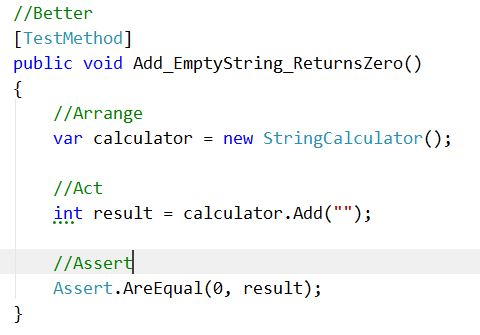 //Better
[TestMethod]
public void Add_EmptyString_ReturnsZero()
{
    //Arrange
    var calculator = new StringCalculator();

    //Act
    int result = calculator.Add("");

    //Assert
    Assert.AreEqual(0, result);
}